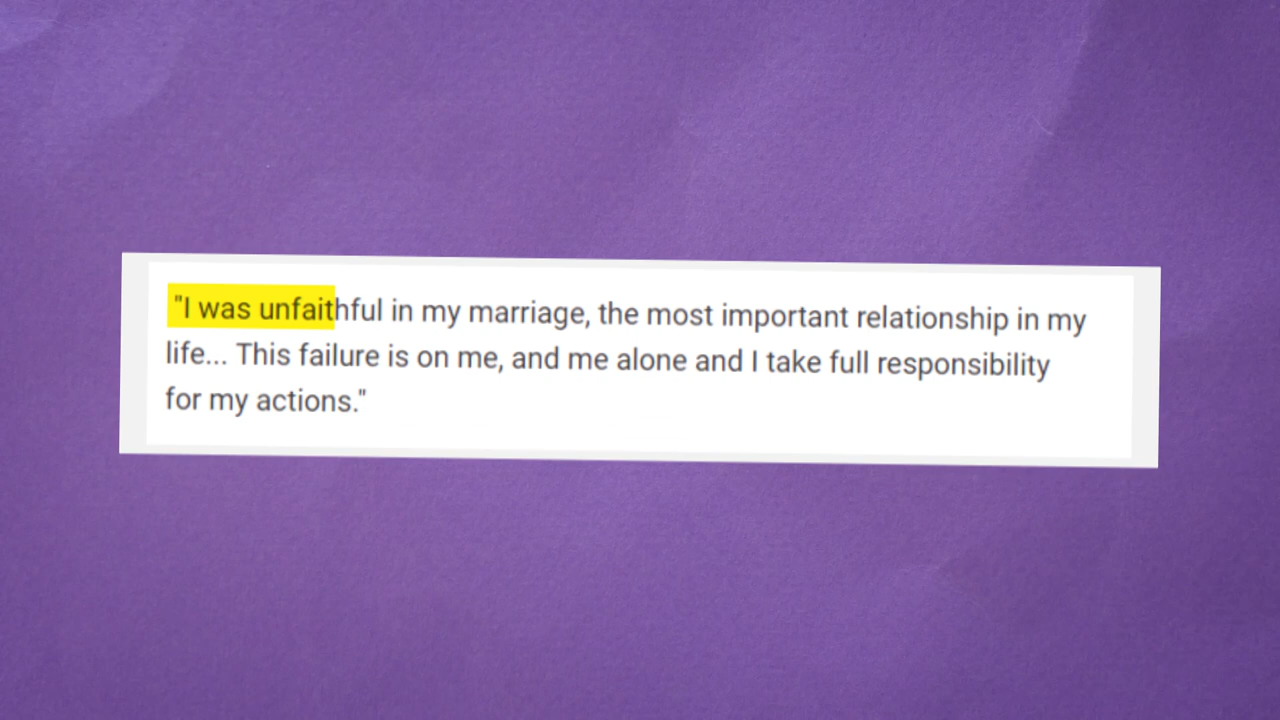 "I was unfaithful in my marriage, the most important relationship in my
life... This failure is on me, and me alone and I take full responsibility
for my actions."